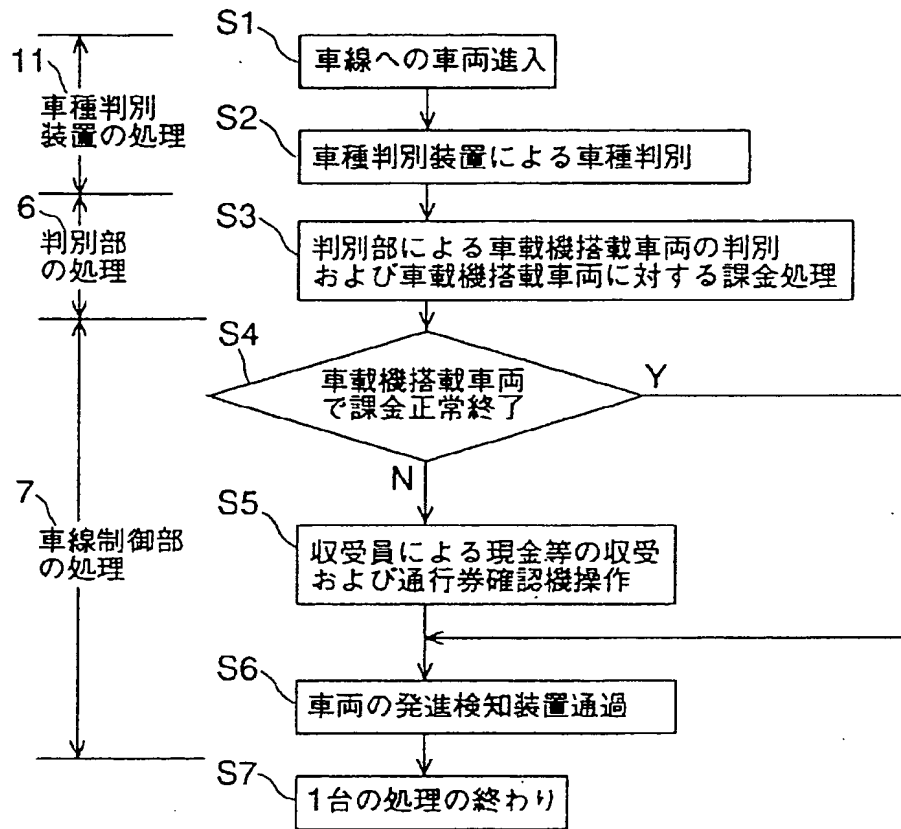 S1
車線への車両進入
11
車種判別
装置の処理
S2
車種判別装置による車種判別
6
判別部
の処理
S3
判別部による車載機搭載車両の判別
および車載機搭載車両に対する課金処理
S4
車載機搭載車両
で課金正常終了
Y
N
7
車線制御部
の処理
S5
収受員による現金等の収受
および通行券確認機操作
S6
車両の発進検知装置通過
S7
1台の処理の終わり